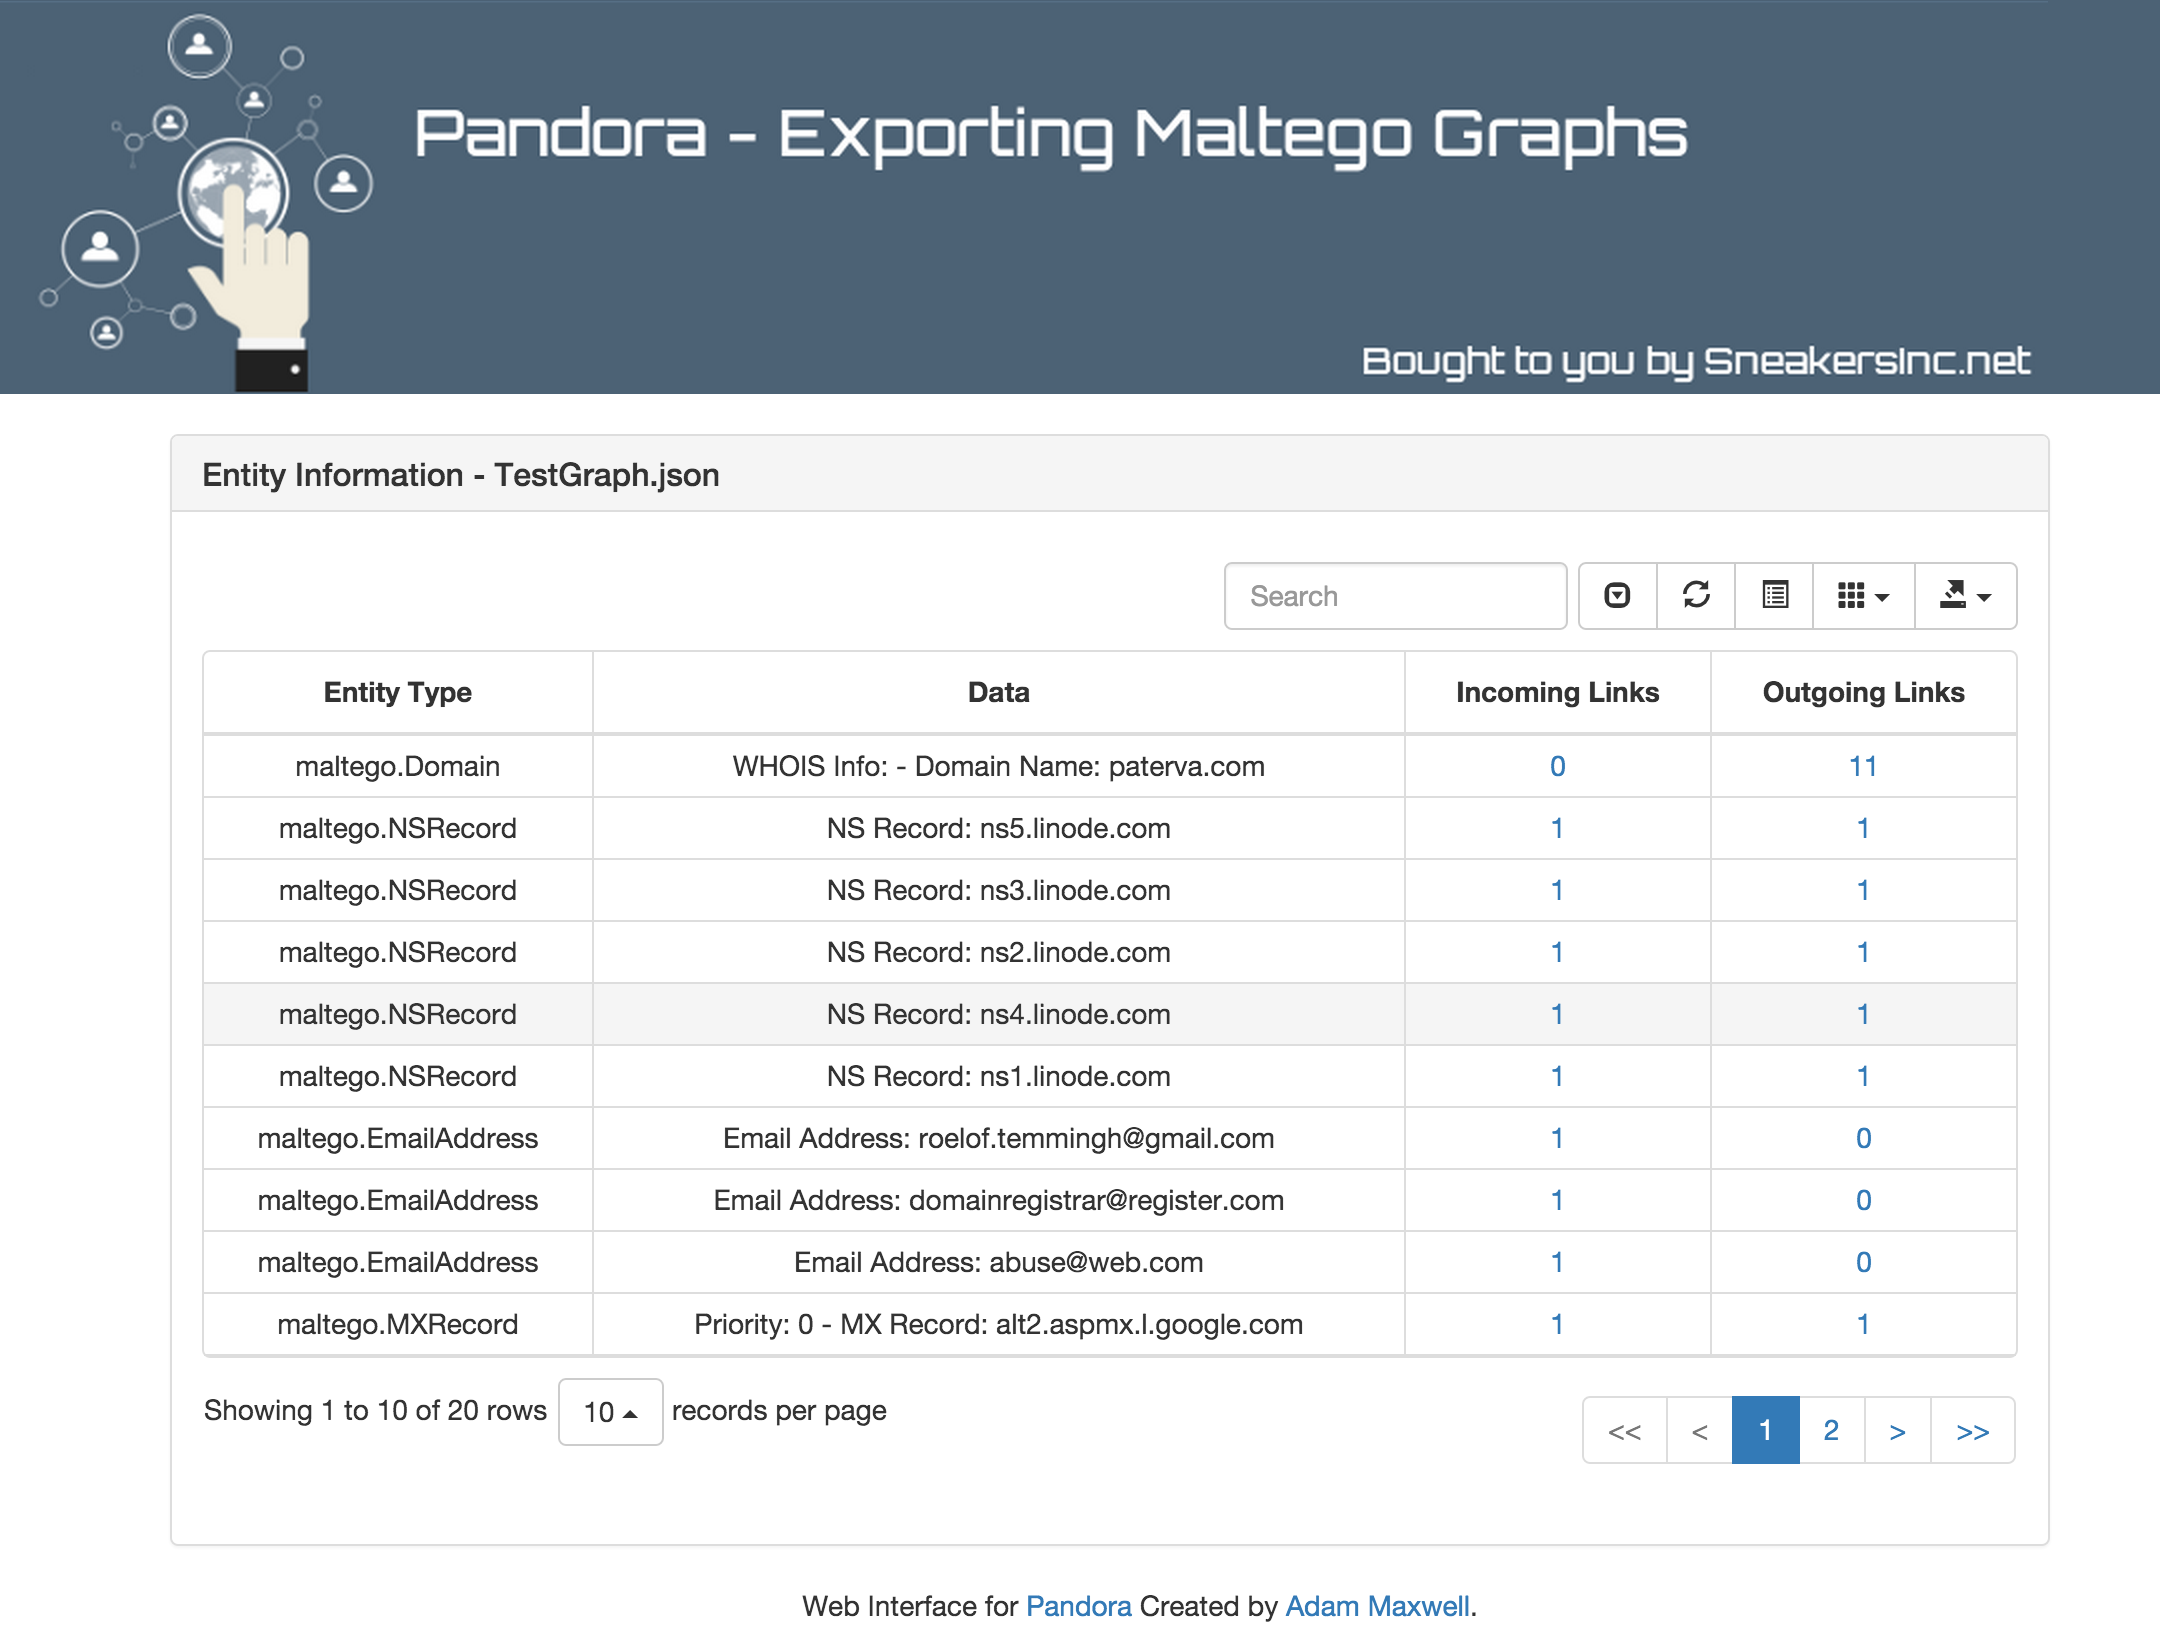 Pandora - Exporting Maltego Graphs
Bought to you by SneakersInc.net
Entity Information - TestGraph.json
Search
Entity Type Data Incoming Links Outgoing Links
maltego.Domain WHOIS Info: - Domain Name: paterva.com 0 11
maltego.NSRecord NS Record: ns5.linode.com 1 1
maltego.NSRecord NS Record: ns3.linode.com 1 1
maltego.NSRecord NS Record: ns2.linode.com 1 1
maltego.NSRecord NS Record: ns4.linode.com 1 1
maltego.NSRecord NS Record: ns1.linode.com 1 1
maltego.EmailAddress Email Address: roelof.temmingh@gmail.com 1 0
maltego.EmailAddress Email Address: domainregistrar@register.com 1 0
maltego.EmailAddress Email Address: abuse@web.com 1 0
maltego.MXRecord Priority: 0 - MX Record: alt2.aspmx.l.google.com 1 1
Showing 1 to 10 of 20 rows 10 records per page
<< < 1 2 > >>
Web Interface for Pandora Created by Adam Maxwell.